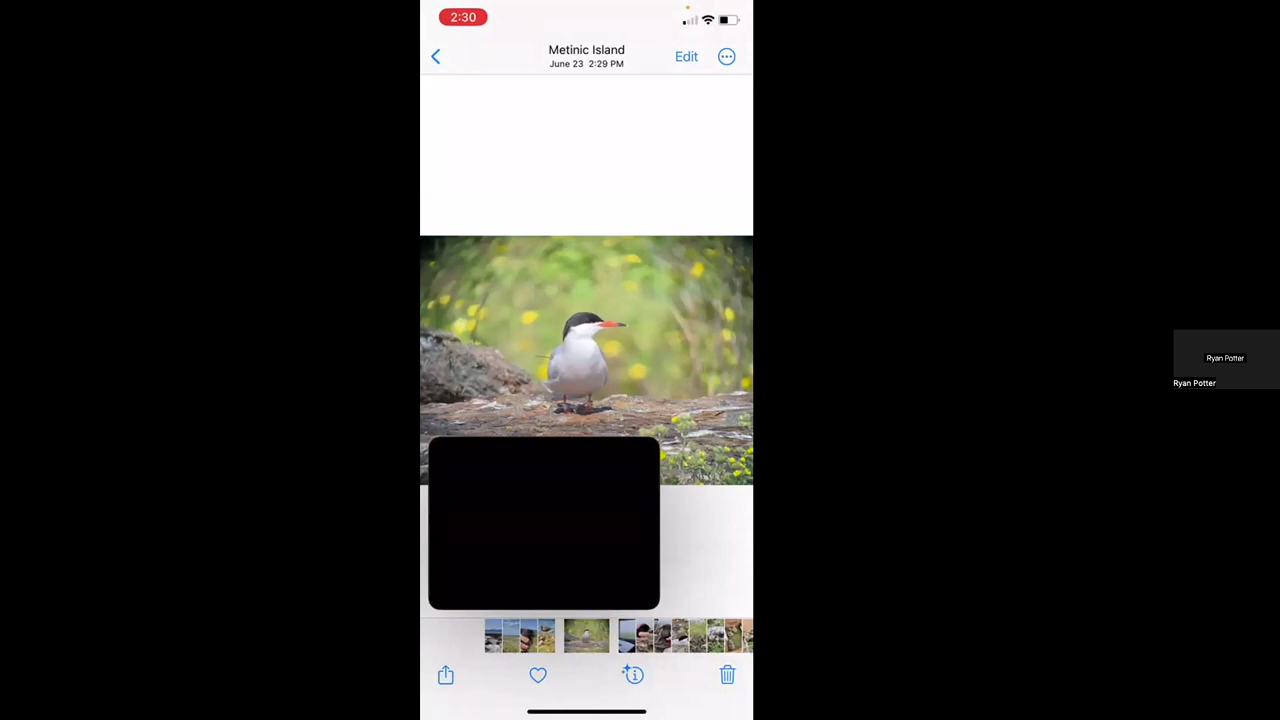 2:30
Metinic Island
June 23 2:29 PM
Edit
Ryan Potter
Ryan Potter